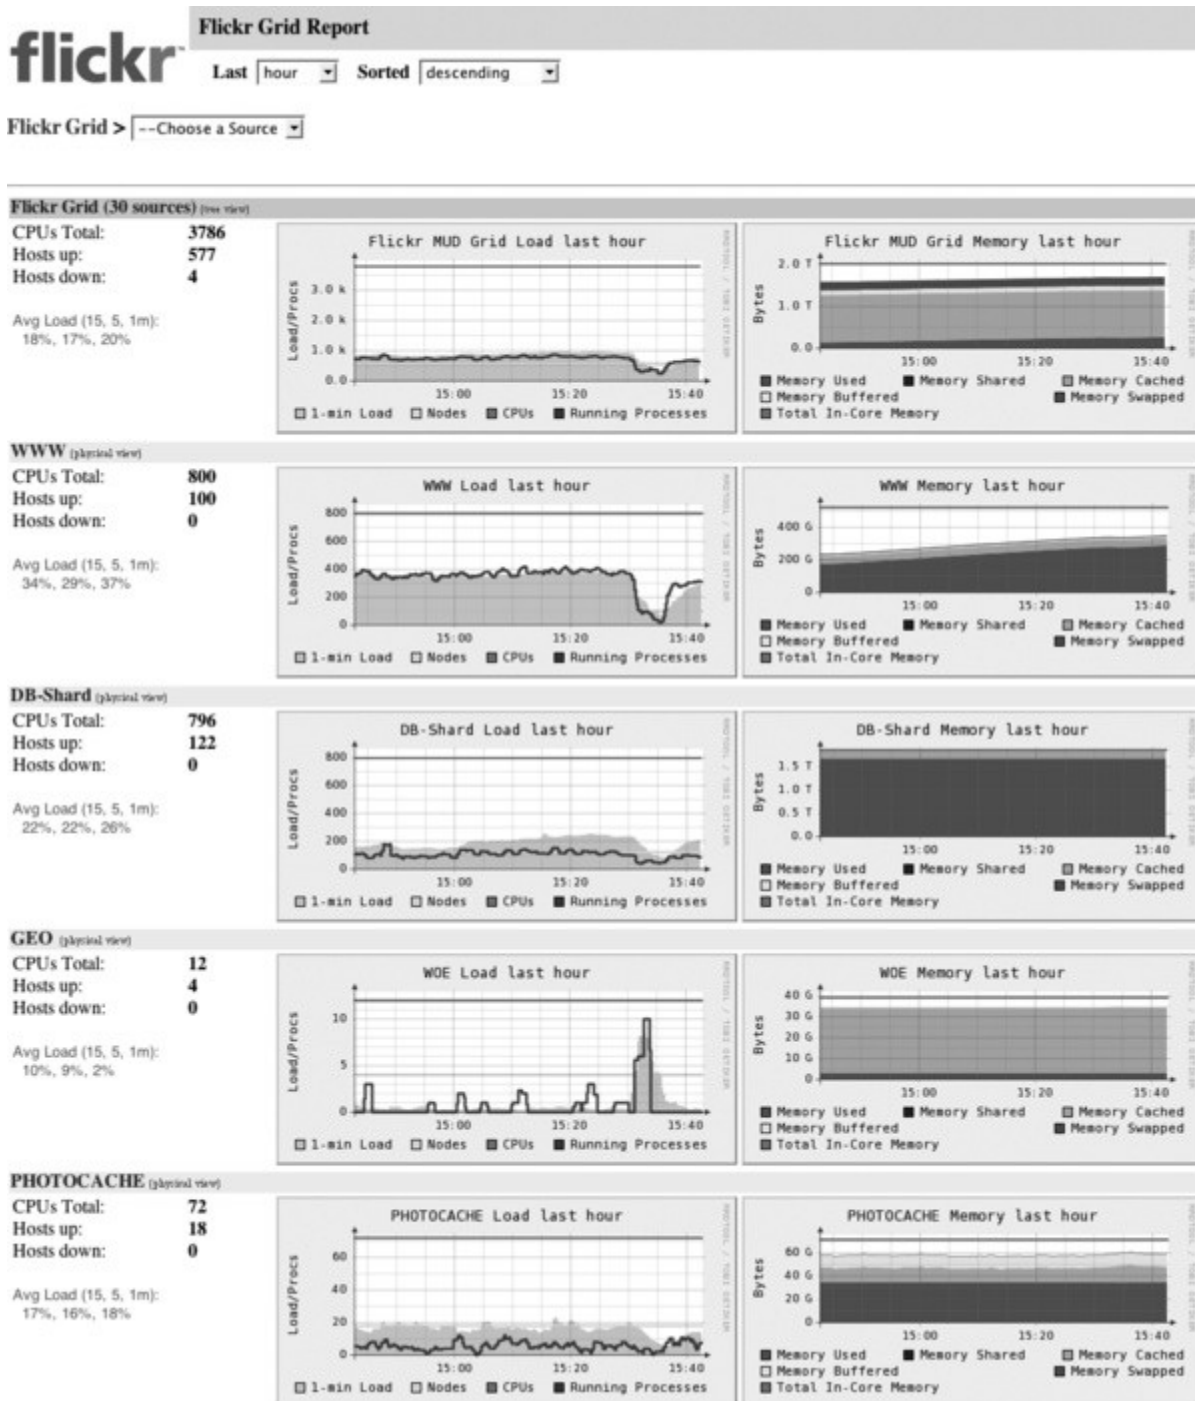 flickr™
Flickr Grid Report
Last hour Sorted descending
Flickr Grid > --Choose a Source
Flickr Grid (30 sources) (tree view)
CPUs Total: 3786
Hosts up: 577
Hosts down: 4
Avg Load (15, 5, 1m):
18%, 17%, 20%
Flickr MUD Grid Load last hour
Load/Procs
3.0 k
2.0 k
1.0 k
0.0
15:00 15:20 15:40
1-min Load Nodes CPUs Running Processes
Flickr MUD Grid Memory last hour
Bytes
2.0 T
1.0 T
0.0
15:00 15:20 15:40
Memory Used Memory Shared Memory Cached
Memory Buffered Memory Swapped
Total In-Core Memory
WWW (physical view)
CPUs Total: 800
Hosts up: 100
Hosts down: 0
Avg Load (15, 5, 1m):
34%, 29%, 37%
WWW Load last hour
Load/Procs
800
600
400
200
0
15:00 15:20 15:40
1-min Load Nodes CPUs Running Processes
WWW Memory last hour
Bytes
400 G
200 G
0
15:00 15:20 15:40
Memory Used Memory Shared Memory Cached
Memory Buffered Memory Swapped
Total In-Core Memory
DB-Shard (physical view)
CPUs Total: 796
Hosts up: 122
Hosts down: 0
Avg Load (15, 5, 1m):
22%, 22%, 26%
DB-Shard Load last hour
Load/Procs
800
600
400
200
0
15:00 15:20 15:40
1-min Load Nodes CPUs Running Processes
DB-Shard Memory last hour
Bytes
1.5 T
1.0 T
0.5 T
0.0
15:00 15:20 15:40
Memory Used Memory Shared Memory Cached
Memory Buffered Memory Swapped
Total In-Core Memory
GEO (physical view)
CPUs Total: 12
Hosts up: 4
Hosts down: 0
Avg Load (15, 5, 1m):
10%, 9%, 2%
WOE Load last hour
Load/Procs
10
5
0
15:00 15:20 15:40
1-min Load Nodes CPUs Running Processes
WOE Memory last hour
Bytes
40 G
30 G
20 G
10 G
0
15:00 15:20 15:40
Memory Used Memory Shared Memory Cached
Memory Buffered Memory Swapped
Total In-Core Memory
PHOTOCACHE (physical view)
CPUs Total: 72
Hosts up: 18
Hosts down: 0
Avg Load (15, 5, 1m):
17%, 16%, 18%
PHOTOCACHE Load last hour
Load/Procs
60
40
20
0
15:00 15:20 15:40
1-min Load Nodes CPUs Running Processes
PHOTOCACHE Memory last hour
Bytes
60 G
40 G
20 G
0
15:00 15:20 15:40
Memory Used Memory Shared Memory Cached
Memory Buffered Memory Swapped
Total In-Core Memory